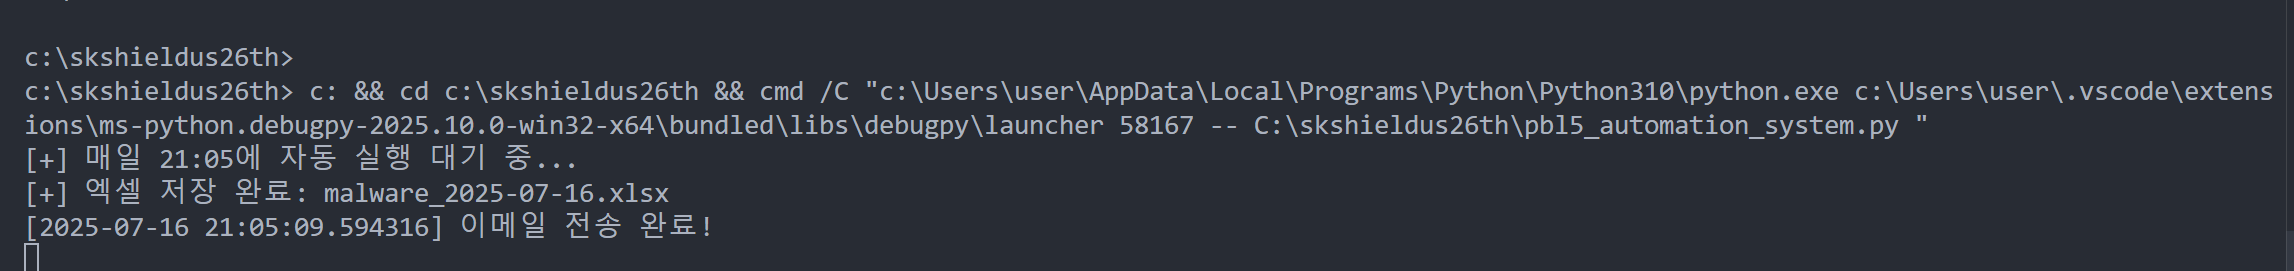 c:\skshieldus26th>
c:\skshieldus26th> c: && cd c:\skshieldus26th && cmd /C "c:\Users\user\AppData\Local\Programs\Python\Python310\python.exe c:\Users\user\.vscode\extens
ions\ms-python.debugpy-2025.10.0-win32-x64\bundled\libs\debugpy\launcher 58167 -- C:\skshieldus26th\pbl5_automation_system.py "
[+] 매일 21:05에 자동 실행 대기 중...
[+] 엑셀 저장 완료: malware_2025-07-16.xlsx
[2025-07-16 21:05:09.594316] 이메일 전송 완료!